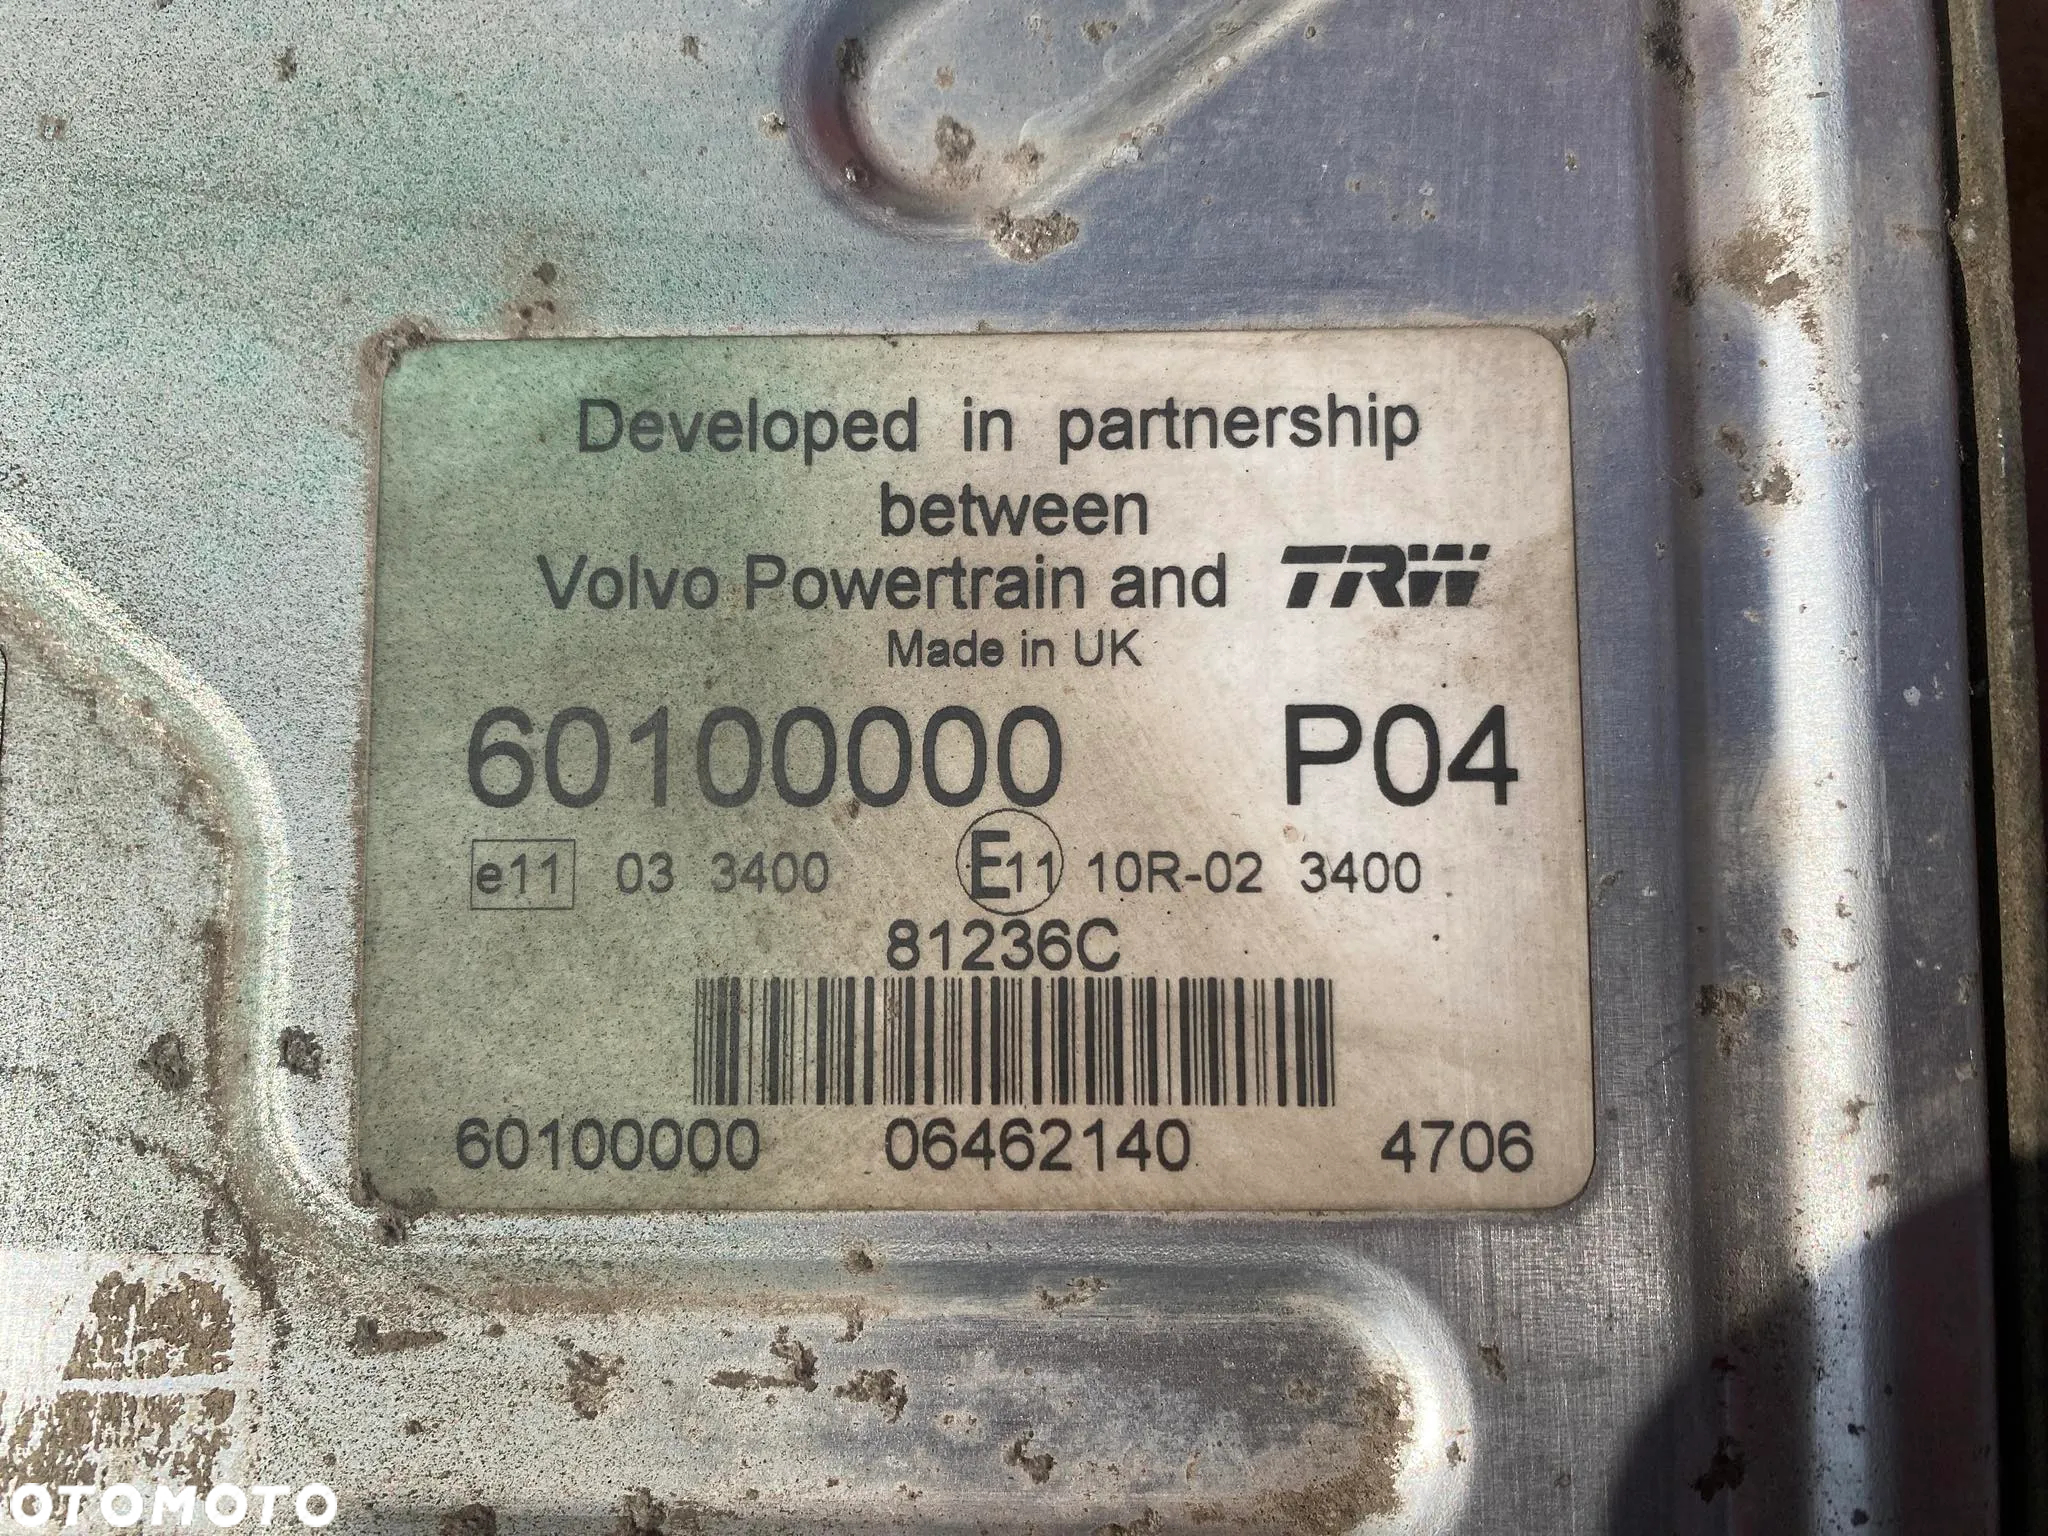 Developed in partnership
between
Volvo Powertrain and TRW
Made in UK
60100000 P04
e11 03 3400 E11 10R-02 3400
81236C
60100000 06462140 4706
OTOMOTO